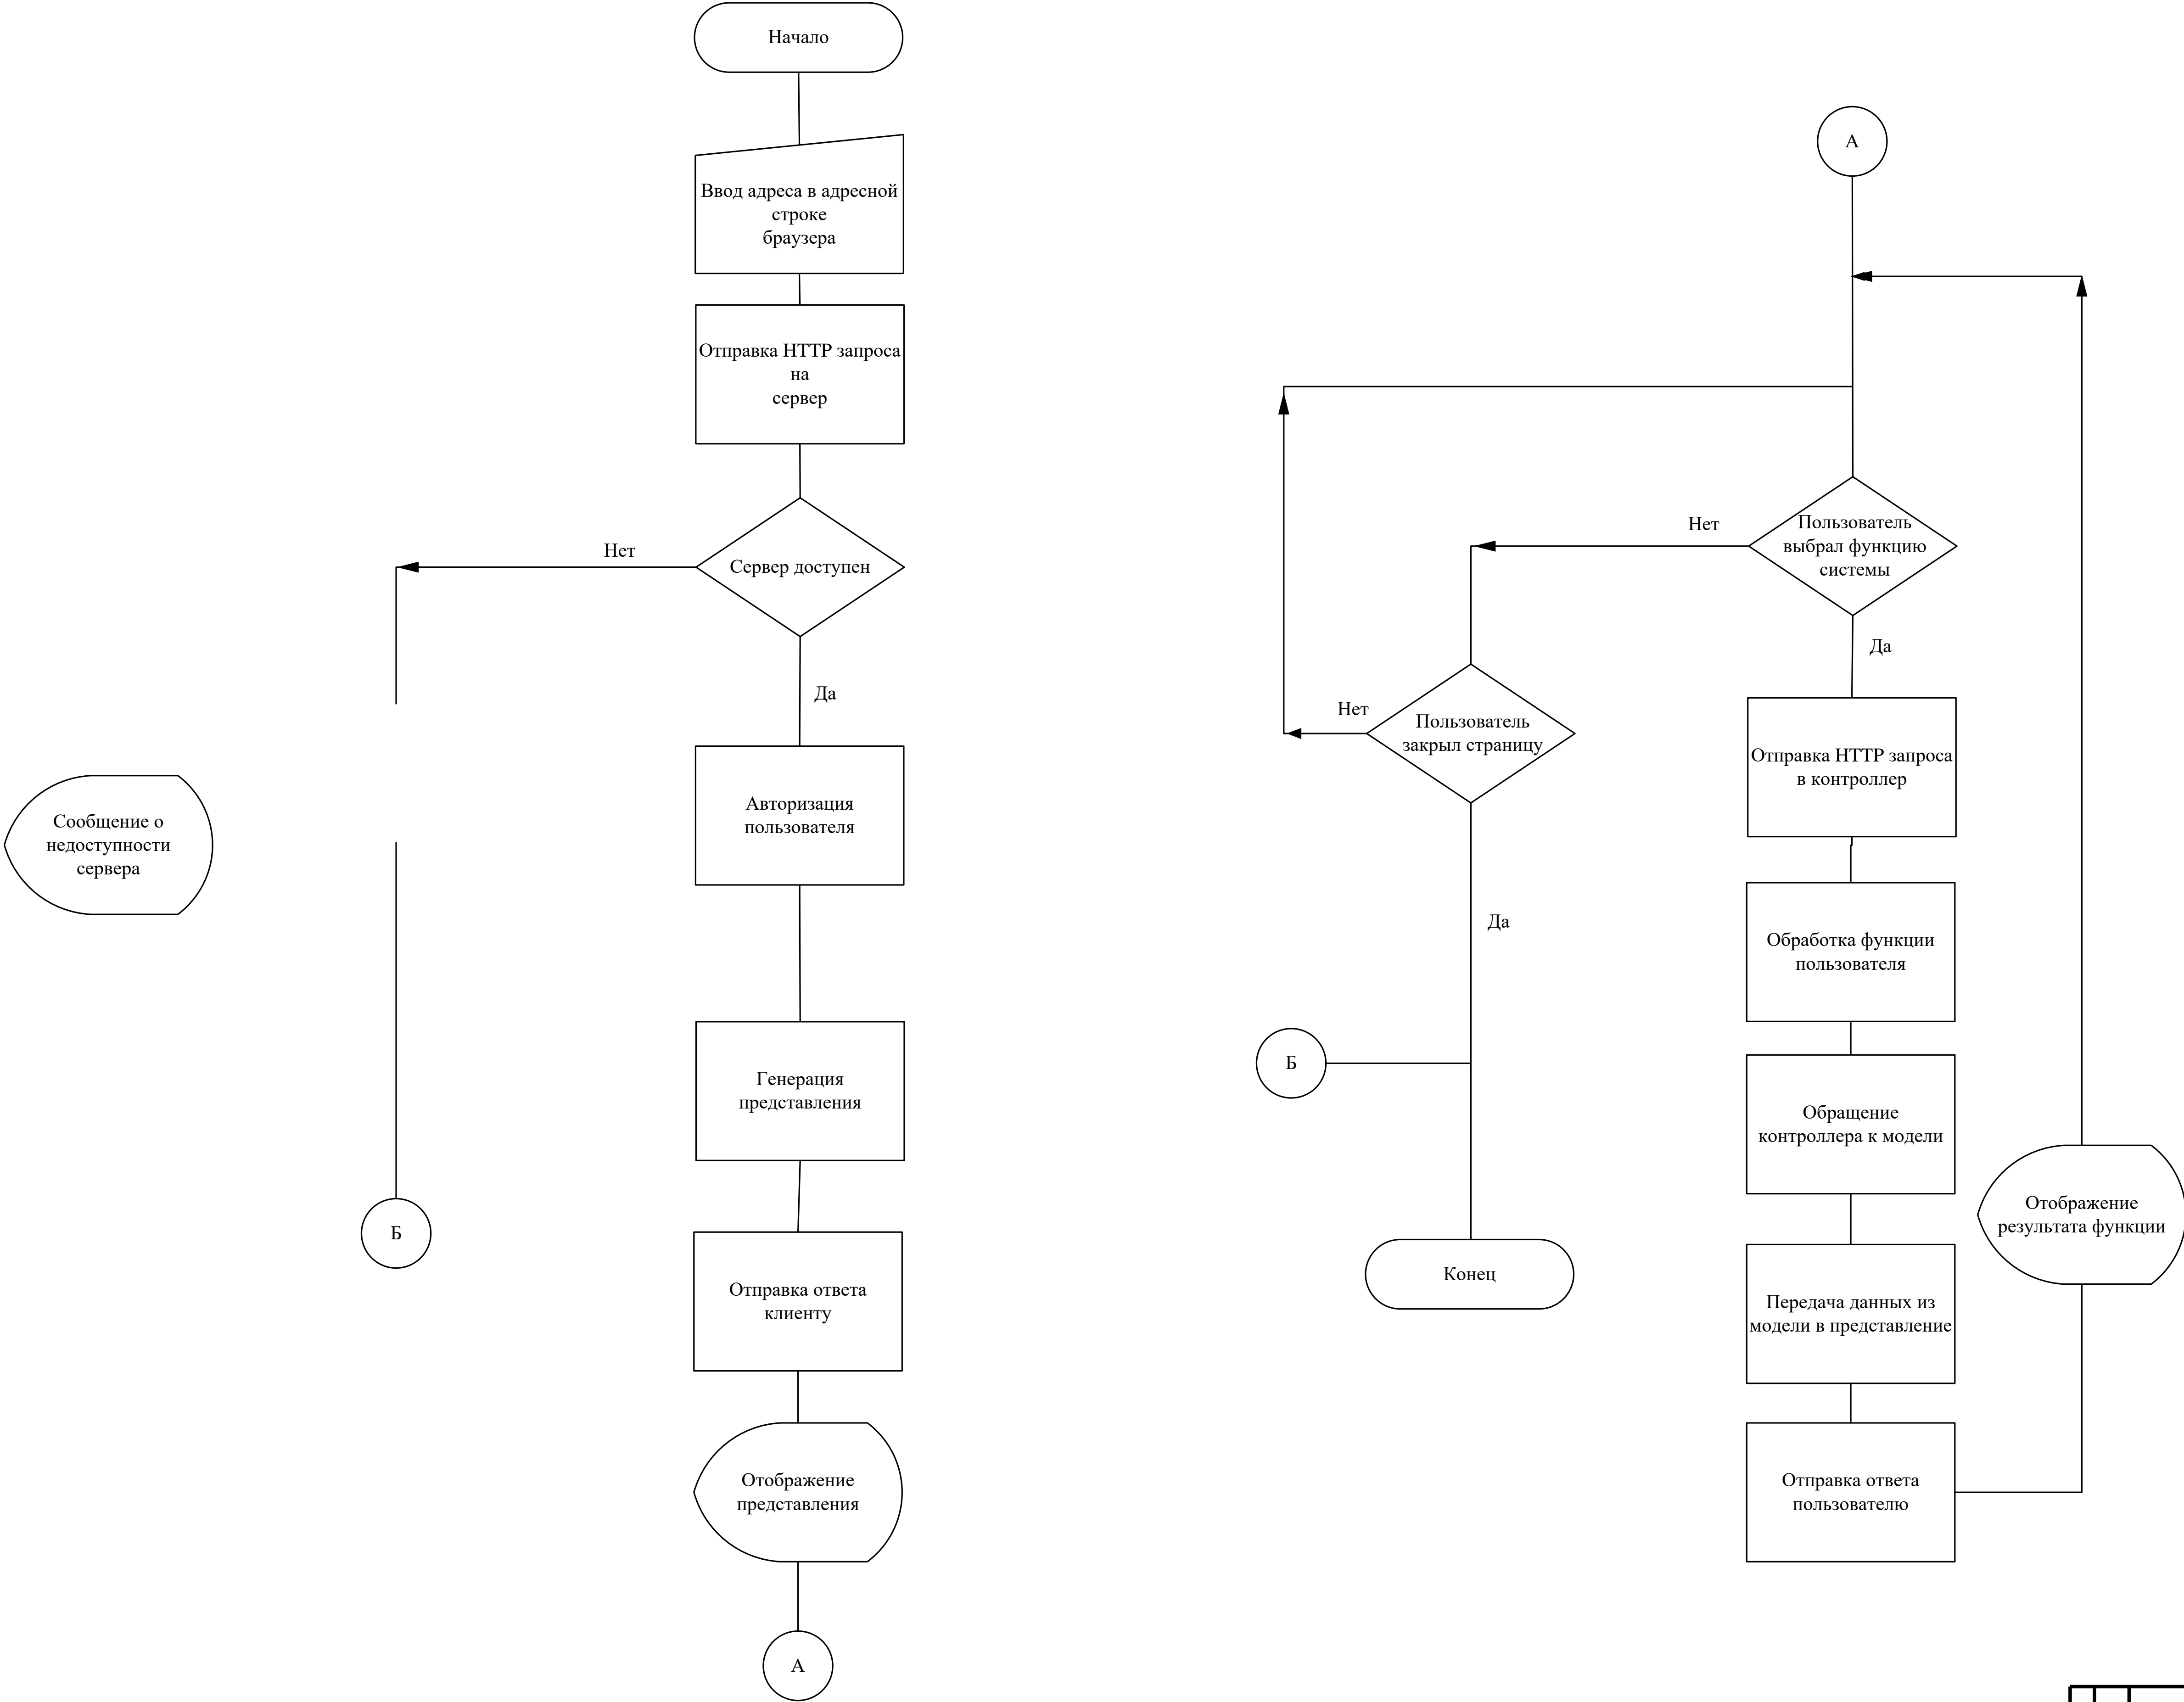 Начало
Ввод адреса в адресной
строке
браузера
Отправка HTTP запроса
на
сервер
Нет
Сервер доступен
Да
Авторизация
пользователя
Сообщение о
недоступности
сервера
Генерация
представления
Б
Отправка ответа
клиенту
Отображение
представления
А
А
Нет
Пользователь
выбрал функцию
системы
Да
Нет
Пользователь
закрыл страницу
Отправка HTTP запроса
в контроллер
Да
Обработка функции
пользователя
Б
Обращение
контроллера к модели
Отображение
результата функции
Конец
Передача данных из
модели в представление
Отправка ответа
пользователю